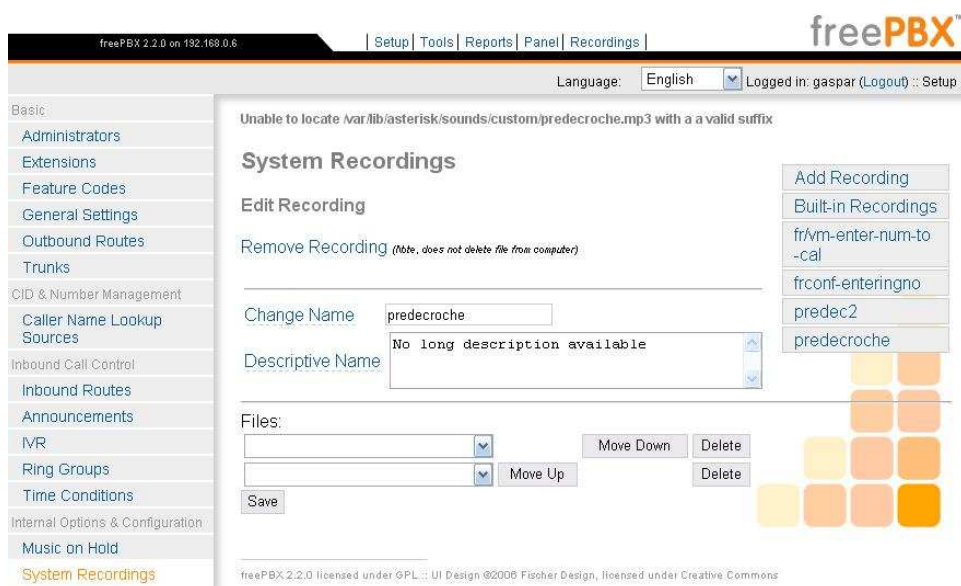 freePBX 2.2.0 on 192.168.0.6
Setup| Tools| Reports| Panel| Recordings |
freePBX™
Language: English Logged in: gaspar (Logout) :: Setup
Basic
Administrators
Extensions
Feature Codes
General Settings
Outbound Routes
Trunks
CID & Number Management
Caller Name Lookup
Sources
Inbound Call Control
Inbound Routes
Announcements
IVR
Ring Groups
Time Conditions
Internal Options & Configuration
Music on Hold
System Recordings
Unable to locate /var/lib/asterisk/sounds/custom/predecroche.mp3 with a a valid suffix
System Recordings
Edit Recording
Remove Recording (Note, does not delete file from computer)
Change Name predecroche
Descriptive Name No long description available
Files:
Move Down Delete
Move Up Delete
Save
Add Recording
Built-in Recordings
fr/vm-enter-num-to
-cal
frconf-enteringno
predec2
predecroche
freePBX 2.2.0 licensed under GPL :: UI Design ©2006 Fischer Design, licensed under Creative Commons